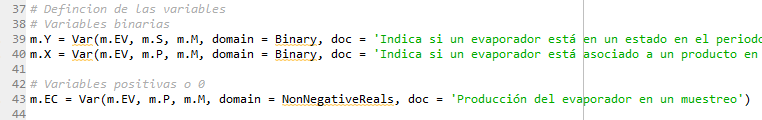 37 # Defincion de las variables
38 # Variables binarias
39 m.Y = Var(m.EV, m.S, m.M, domain = Binary, doc = 'Indica si un evaporador está en un estado en el periodo
40 m.X = Var(m.EV, m.P, m.M, domain = Binary, doc = 'Indica si un evaporador está asociado a un producto en
41
42 # Variables positivas o 0
43 m.EC = Var(m.EV, m.P, m.M, domain = NonNegativeReals, doc = 'Producción del evaporador en un muestreo')
44